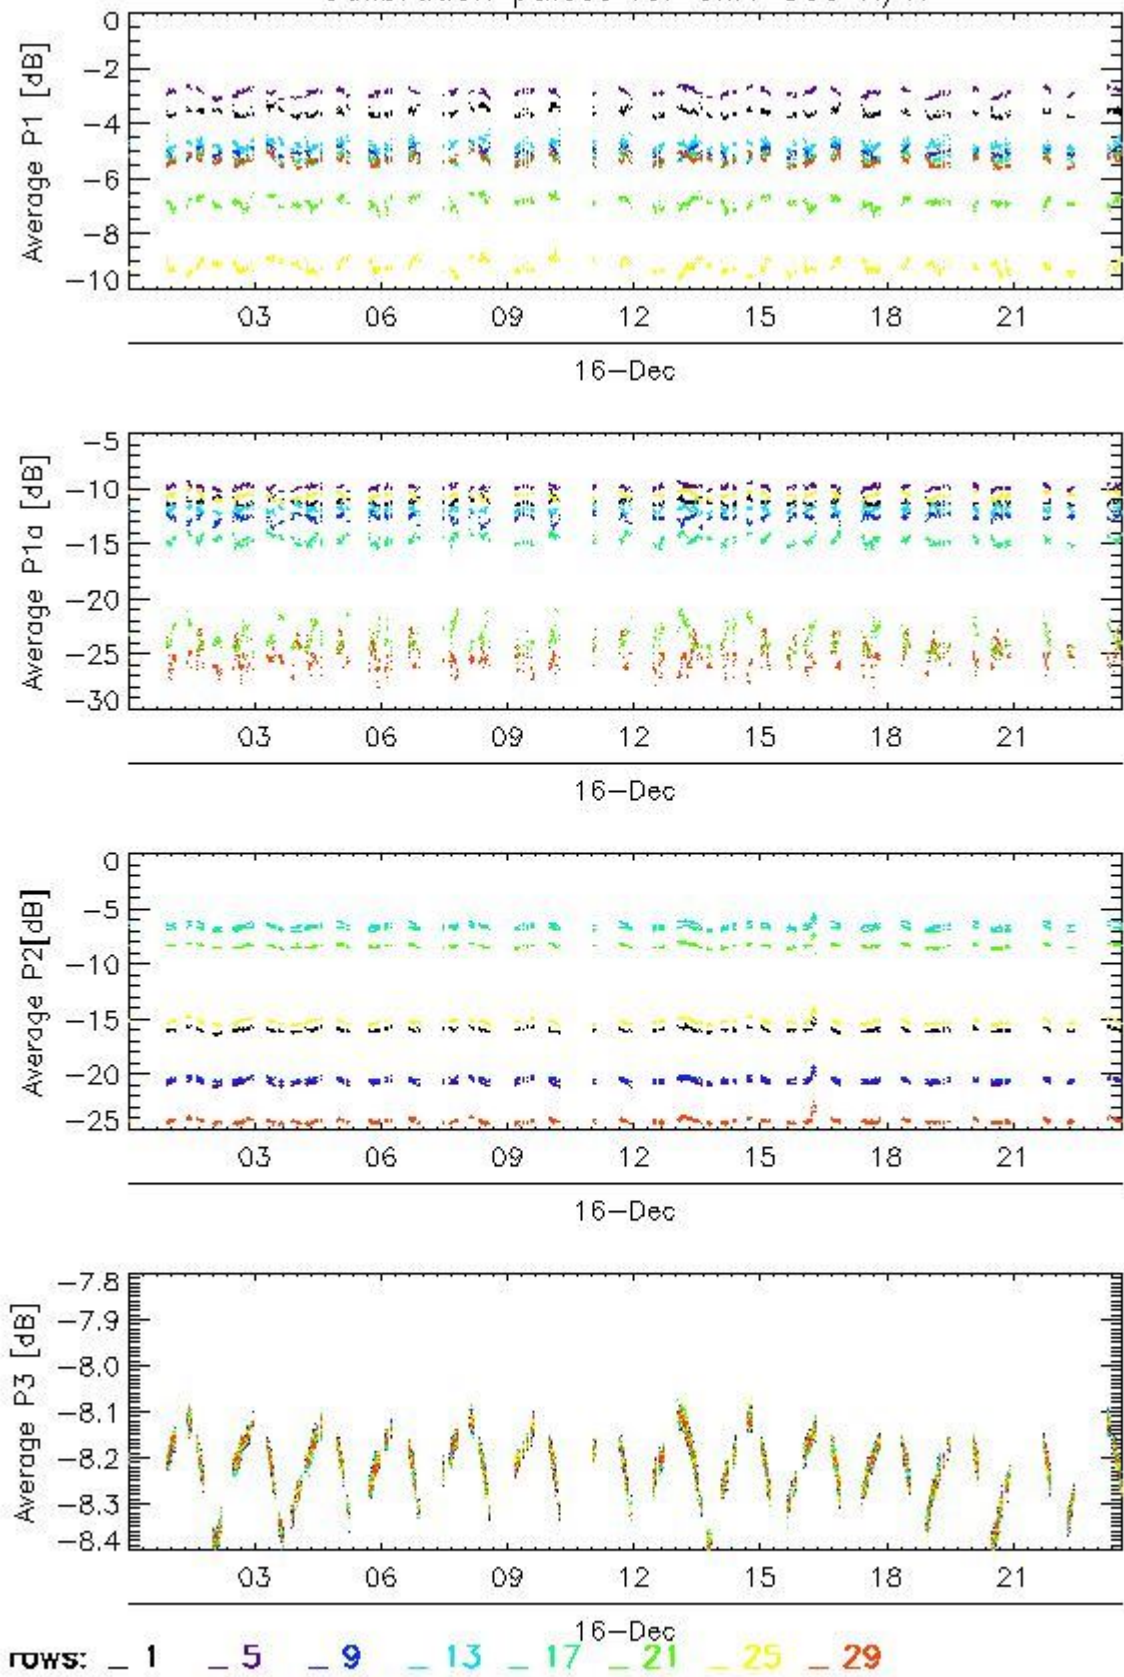 Average P1 [dB]
0
−2
−4
−6
−8
−10
03 06 09 12 15 18 21
16−Dec
Average P1a [dB]
−5
−10
−15
−20
−25
−30
03 06 09 12 15 18 21
16−Dec
Average P2[dB]
0
−5
−10
−15
−20
−25
03 06 09 12 15 18 21
16−Dec
Average P3 [dB]
−7.8
−7.9
−8.0
−8.1
−8.2
−8.3
−8.4
03 06 09 12 15 18 21
16−Dec
rows: _ 1 _ 5 _ 9 _ 13 _ 17 _ 21 _ 25 _ 29